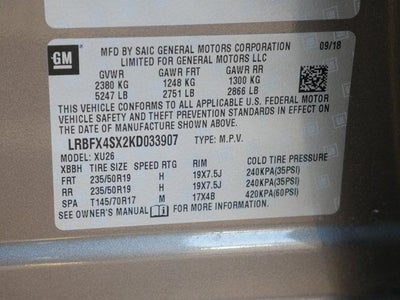 GM
MFD BY SAIC GENERAL MOTORS CORPORATION 09/18
LIMITED FOR GENERAL MOTORS LLC
GVWR GAWR FRT GAWR RR
2380 KG 1248 KG 1300 KG
5247 LB 2751 LB 2866 LB
THIS VEHICLE CONFORMS TO ALL APPLICABLE U.S. FEDERAL MOTOR
VEHICLE SAFETY AND THEFT PREVENTION STANDARDS IN EFFECT
ON THE DATE OF MANUFACTURE SHOWN ABOVE.
LRBFX4SX2KD033907 TYPE: M.P.V.
MODEL: XU26
XBBH TIRE SIZE SPEED RTG RIM COLD TIRE PRESSURE
FRT 235/50R19 H 19X7.5J 240KPA(35PSI)
RR 235/50R19 H 19X7.5J 240KPA(35PSI)
SPA T145/70R17 M 17X4B 420KPA(60PSI)
SEE OWNER'S MANUAL FOR MORE INFORMATION.